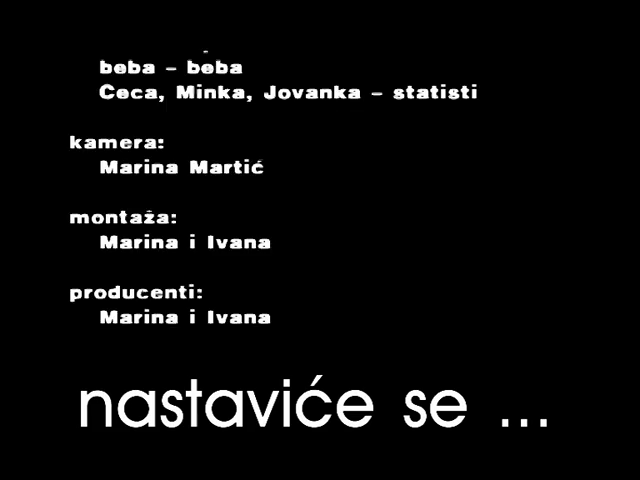 beba - beba
Ceca, Minka, Jovanka - statisti
kamera:
Marina Martić
montaža:
Marina i Ivana
producenti:
Marina i Ivana
nastaviće se ...